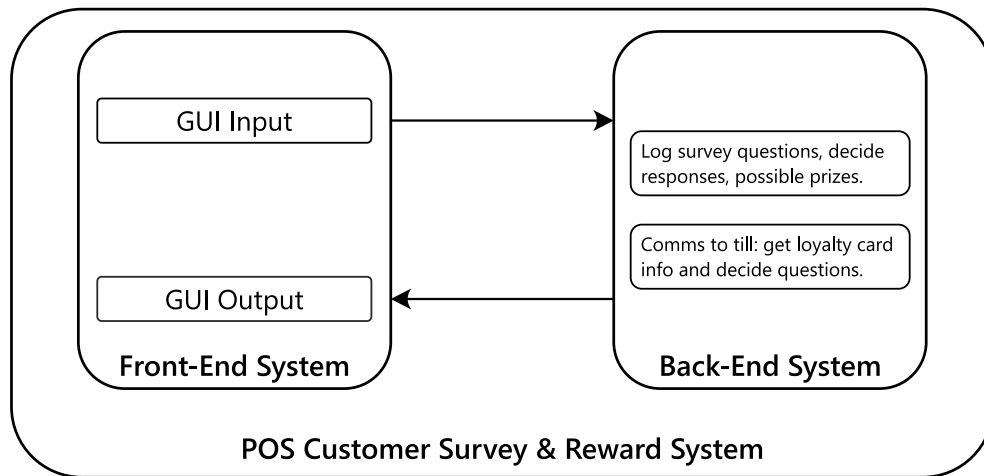 GUI Input
GUI Output
Front-End System
Log survey questions, decide
responses, possible prizes.
Comms to till: get loyalty card
info and decide questions.
Back-End System
POS Customer Survey & Reward System